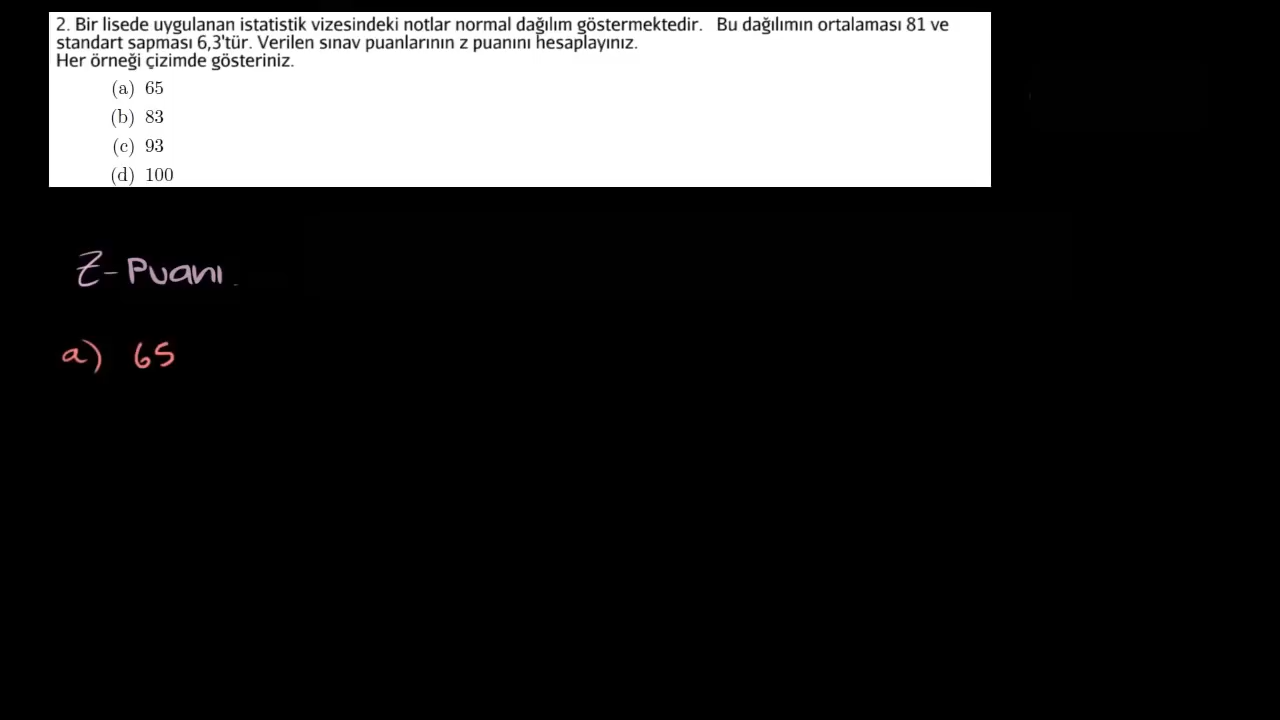 2. Bir lisede uygulanan istatistik vizesindeki notlar normal dağılım göstermektedir. Bu dağılımın ortalaması 81 ve
standart sapması 6,3'tür. Verilen sınav puanlarının z puanını hesaplayınız.
Her örneği çizimde gösteriniz.
(a) 65
(b) 83
(c) 93
(d) 100
Z-Puanı
a) 65